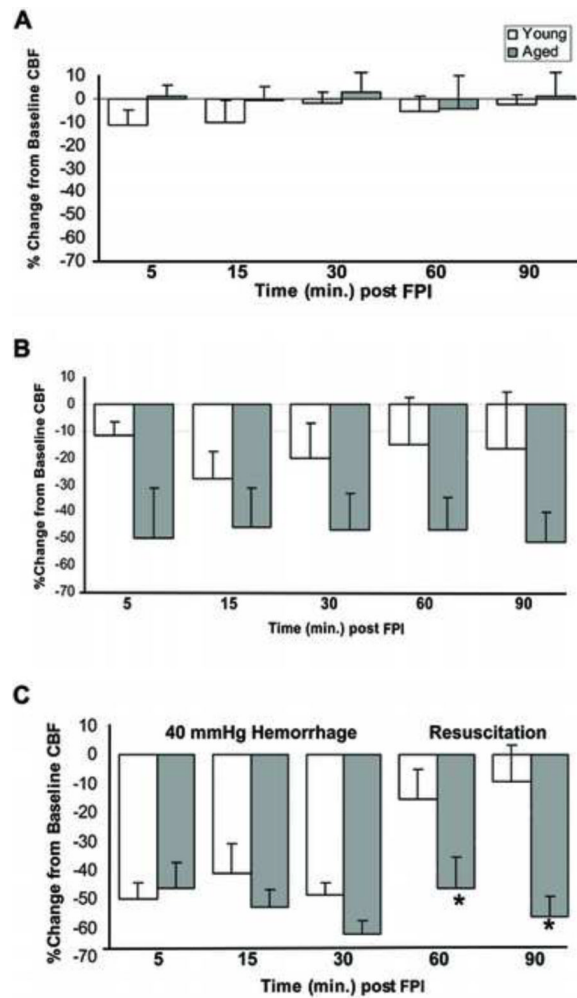 A
Young
Aged
% Change from Baseline CBF
10
0
-10
-20
-30
-40
-50
-60
-70
5 15 30 60 90
Time (min.) post FPI
B
%Change from Baseline CBF
10
0
-10
-20
-30
-40
-50
-60
-70
5 15 30 60 90
Time (min.) post FPI
C
%Change from Baseline CBF
40 mmHg Hemorrhage Resuscitation
10
0
-10
-20
-30
-40
-50
-60
-70
* *
5 15 30 60 90
Time (min.) post FPI